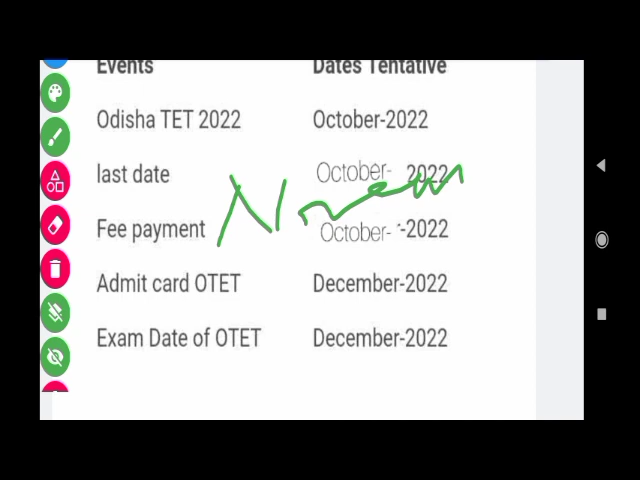 Events Dates Tentative
Odisha TET 2022 October-2022
last date October- 2022
Fee payment October- -2022
Admit card OTET December-2022
Exam Date of OTET December-2022